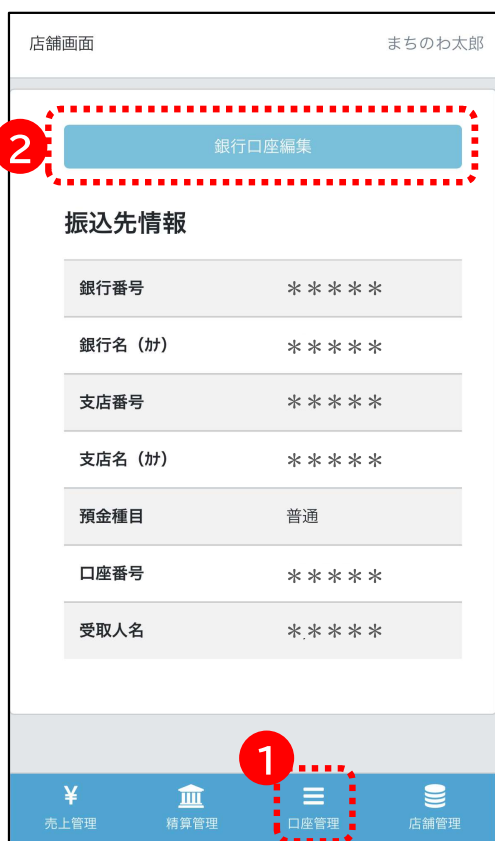 店舗画面 まちのわ太郎
2
銀行口座編集
振込先情報
銀行番号 *****
銀行名（ｶﾅ） *****
支店番号 *****
支店名（ｶﾅ） *****
預金種目 普通
口座番号 *****
受取人名 *****
1
¥
売上管理 精算管理 口座管理 店舗管理